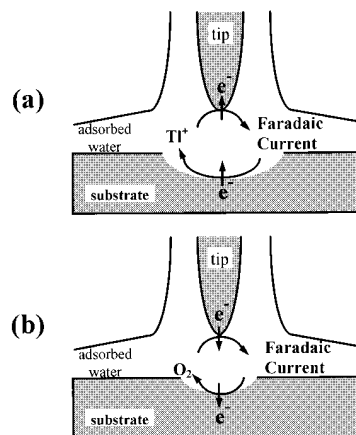 (a)
tip
e⁻
adsorbed
water
Tl⁺
Faradaic
Current
e⁻
substrate
(b)
tip
e⁻
adsorbed
water
O₂
Faradaic
Current
e⁻
substrate